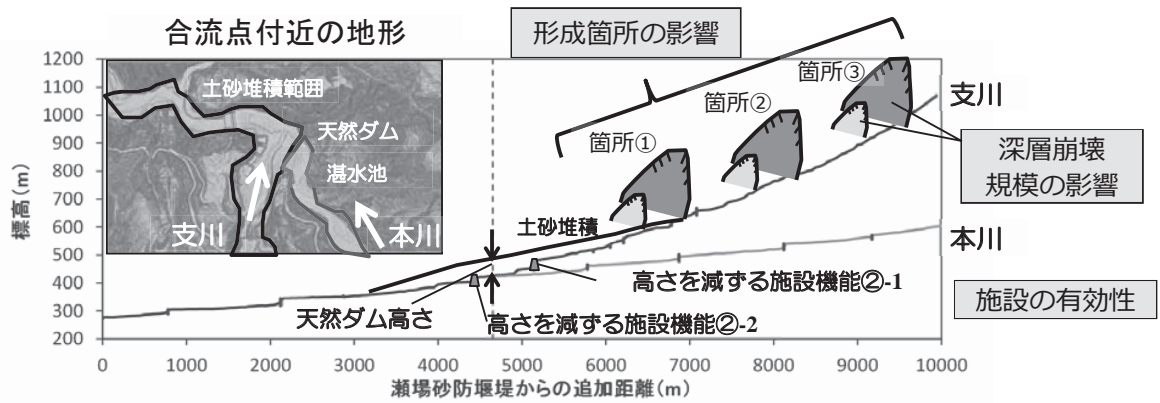 合流点付近の地形
形成箇所の影響
土砂堆積範囲
天然ダム
湛水池
支川
本川
箇所①
箇所②
箇所③
支川
深層崩壊
規模の影響
本川
施設の有効性
土砂堆積
天然ダム高さ
高さを減ずる施設機能②-1
高さを減ずる施設機能②-2
標高(m)
1200
1100
1000
900
800
700
600
500
400
300
200
0 1000 2000 3000 4000 5000 6000 7000 8000 9000 10000
瀬場砂防堰堤からの追加距離(m)